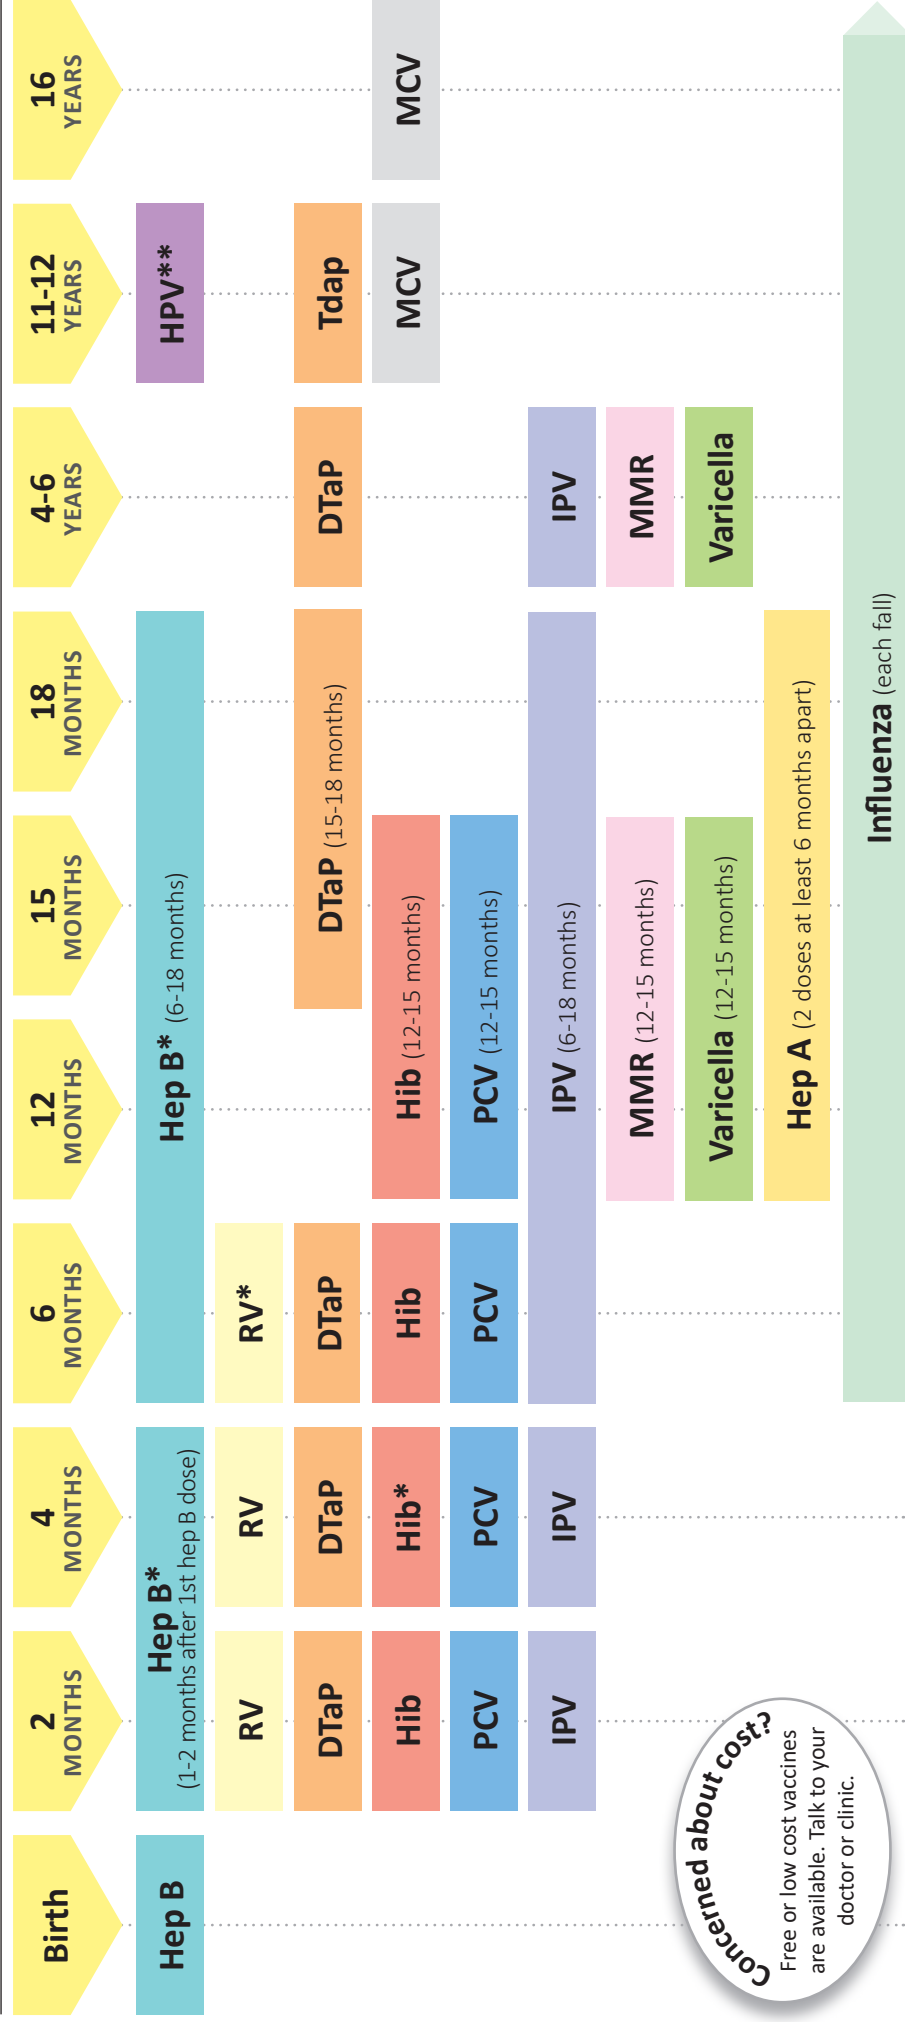 Birth
2
MONTHS
4
MONTHS
6
MONTHS
12
MONTHS
15
MONTHS
18
MONTHS
4-6
YEARS
11-12
YEARS
16
YEARS
Hep B
Hep B*
(1-2 months after 1st hep B dose)
Hep B* (6-18 months)
HPV**
RV
RV
RV*
DTaP
DTaP
DTaP
DTaP (15-18 months)
DTaP
Tdap
Hib
Hib*
Hib
Hib (12-15 months)
MCV
MCV
PCV
PCV
PCV
PCV (12-15 months)
IPV
IPV
IPV (6-18 months)
IPV
MMR (12-15 months)
MMR
Varicella (12-15 months)
Varicella
Hep A (2 doses at least 6 months apart)
Influenza (each fall)
Concerned about cost?
Free or low cost vaccines
are available. Talk to your
doctor or clinic.